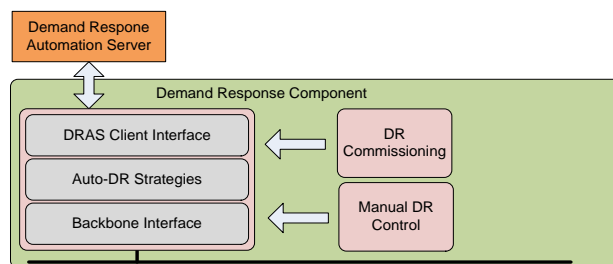 Demand Respone
Automation Server
Demand Response Component
DRAS Client Interface
Auto-DR Strategies
Backbone Interface
DR
Commissioning
Manual DR
Control